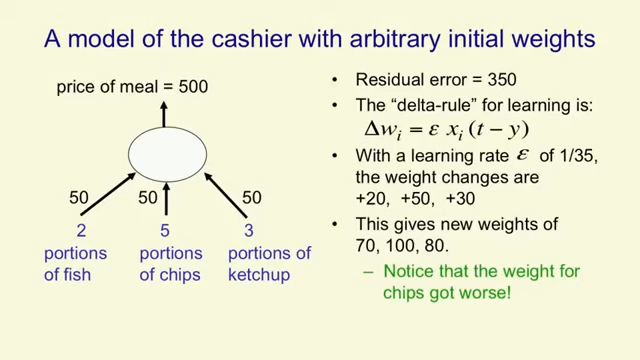 A model of the cashier with arbitrary initial weights
price of meal = 500
50 50 50
2 5 3
portions portions portions of
of fish of chips ketchup
• Residual error = 350
• The “delta-rule” for learning is:
Δwᵢ = ε xᵢ (t − y)
• With a learning rate ε of 1/35,
the weight changes are
+20, +50, +30
• This gives new weights of
70, 100, 80.
– Notice that the weight for
chips got worse!